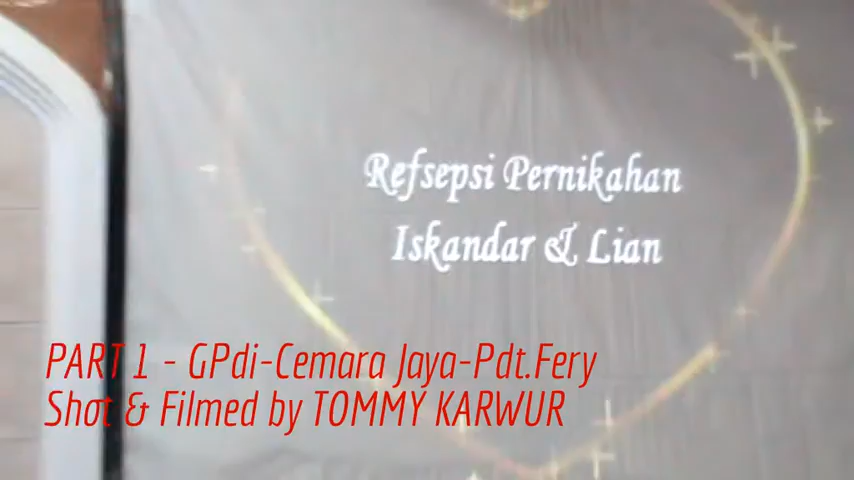 Refsepsi Pernikahan
Iskandar & Lian
PART 1 - GPdi-Cemara Jaya-Pdt.Fery
Shot & Filmed by TOMMY KARWUR